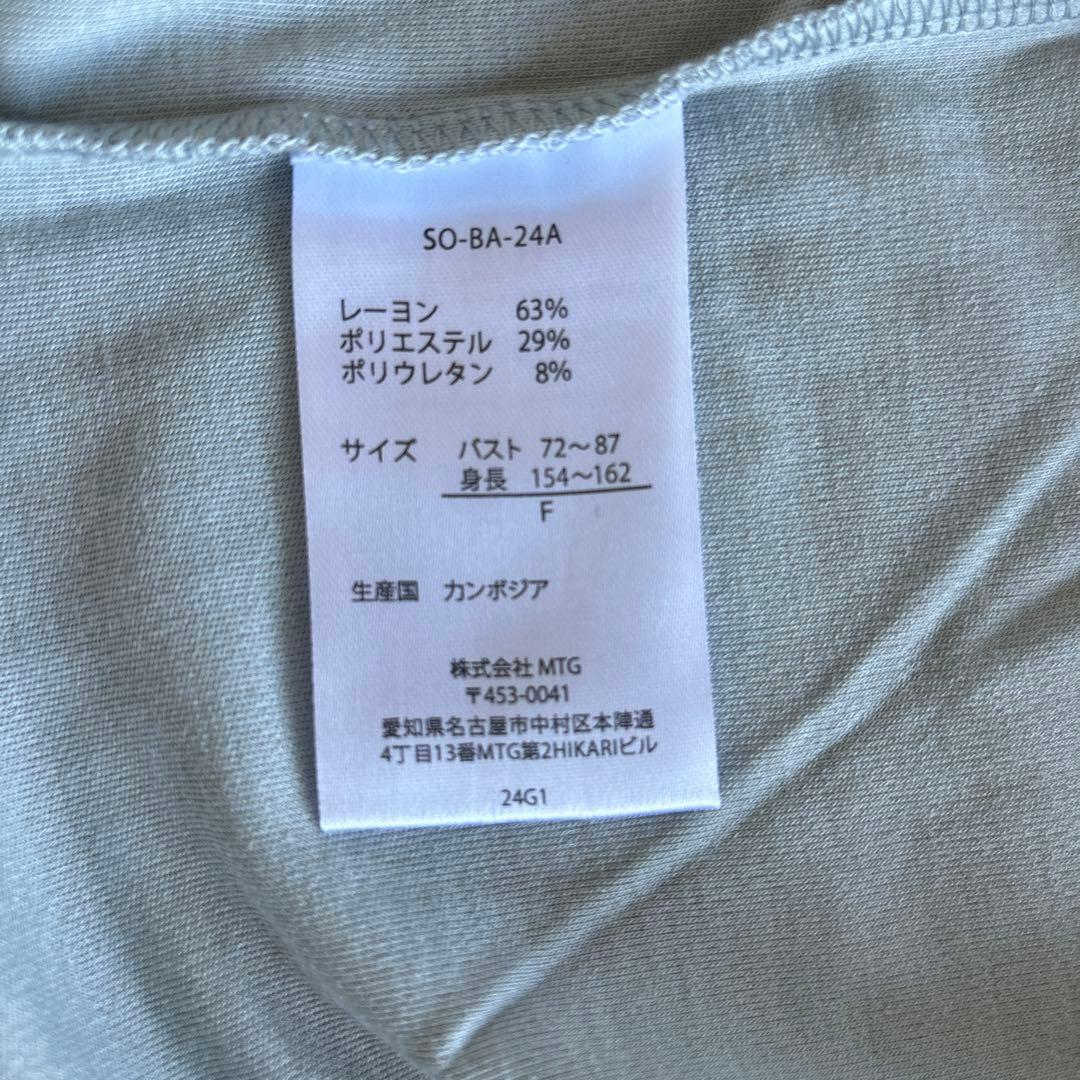 SO-BA-24A
レーヨン 63%
ポリエステル 29%
ポリウレタン 8%
サイズ バスト 72～87
身長 154～162
F
生産国 カンボジア
株式会社 MTG
〒453-0041
愛知県名古屋市中村区本陣通
4丁目13番MTG第2HIKARIビル
24G1